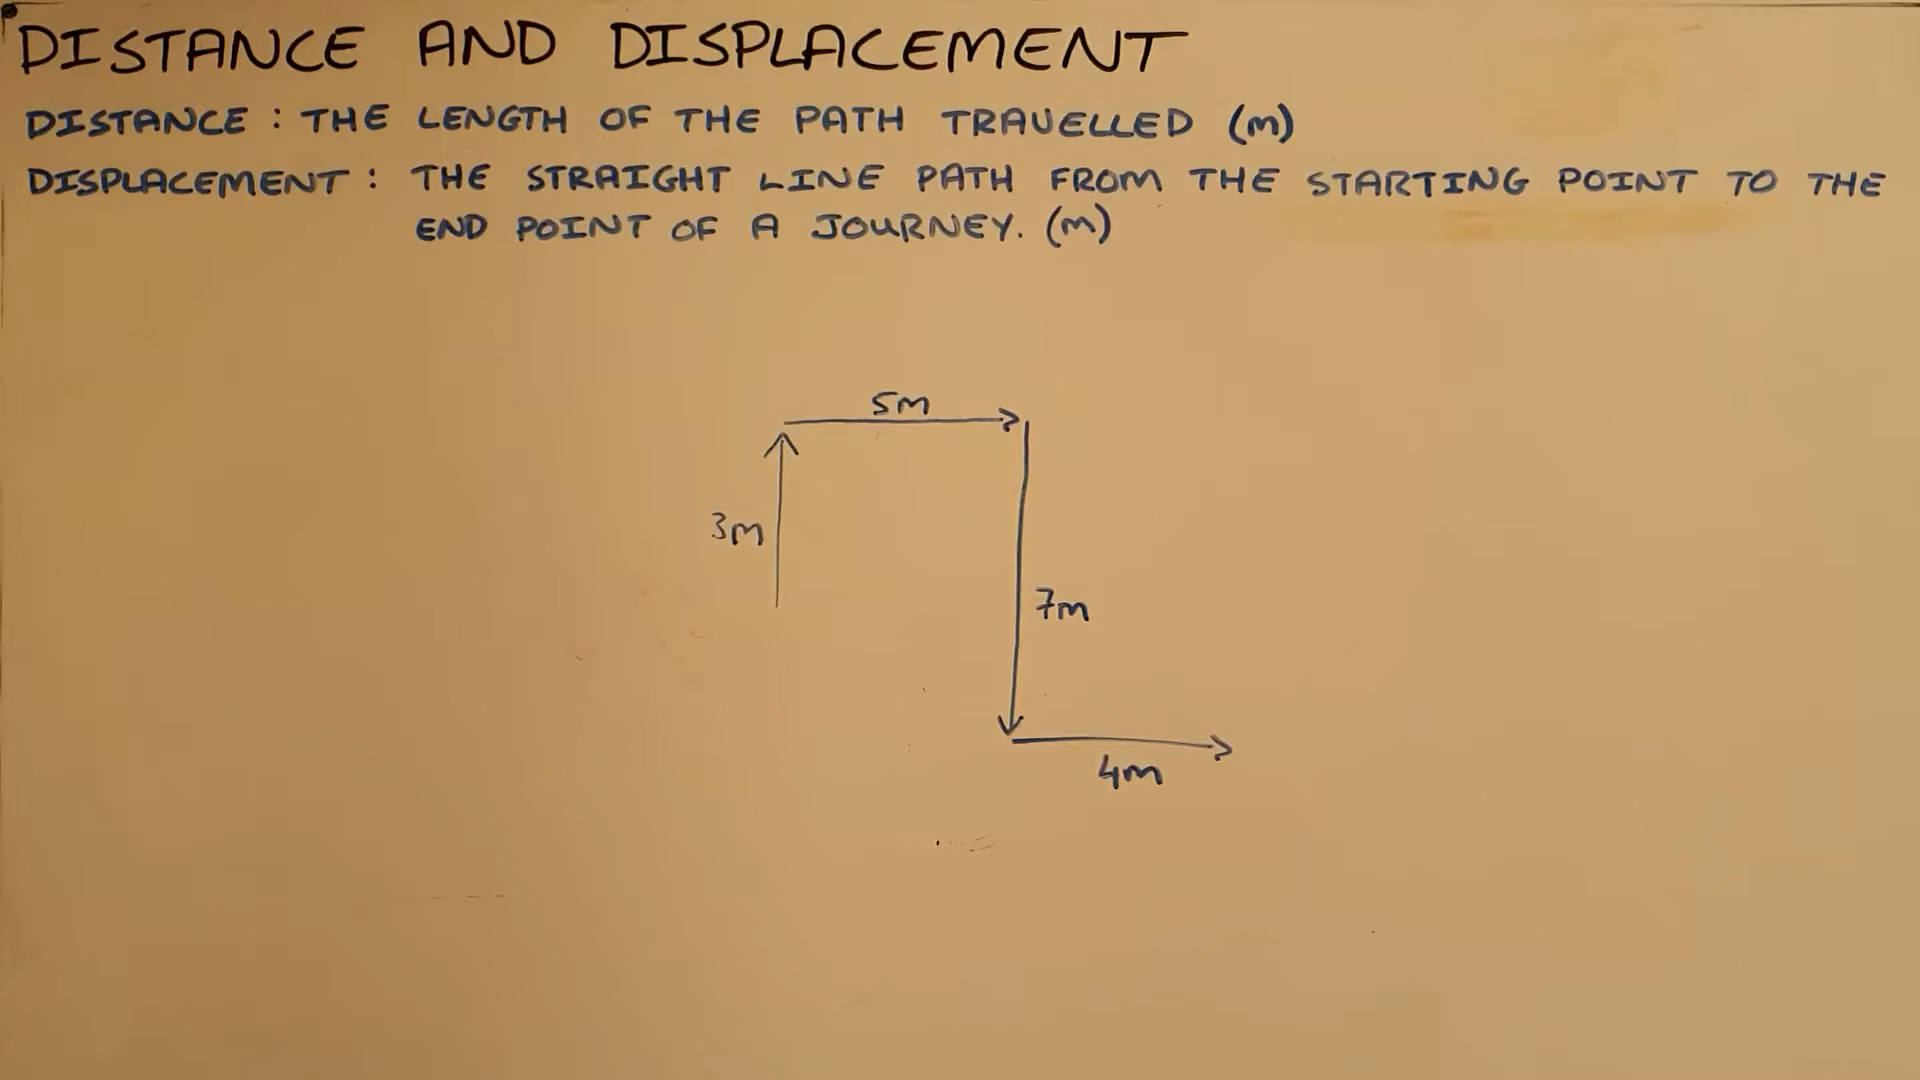 DISTANCE AND DISPLACEMENT
DISTANCE : THE LENGTH OF THE PATH TRAVELLED (m)
DISPLACEMENT : THE STRAIGHT LINE PATH FROM THE STARTING POINT TO THE
END POINT OF A JOURNEY. (m)
5m
3m
7m
4m